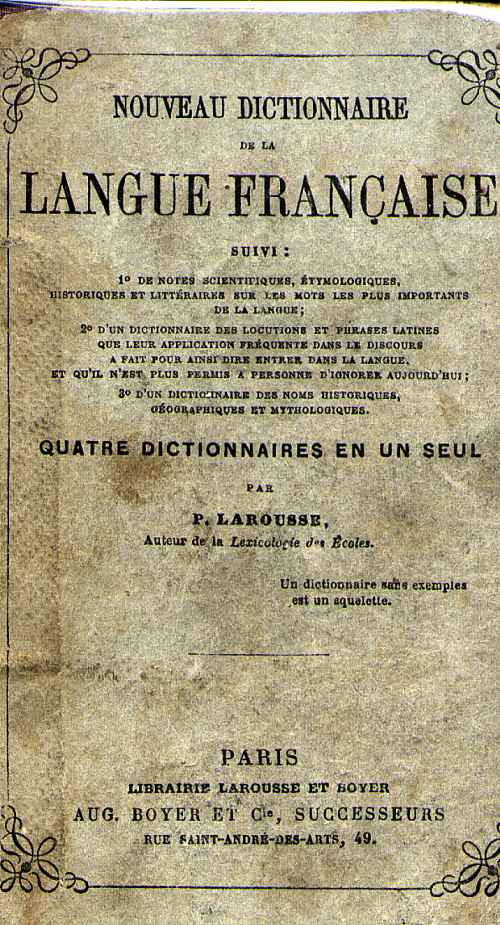 NOUVEAU DICTIONNAIRE
DE LA
LANGUE FRANÇAISE
SUIVI :
1º DE NOTES SCIENTIFIQUES, ÉTYMOLOGIQUES,
HISTORIQUES ET LITTÉRAIRES SUR LES MOTS LES PLUS IMPORTANTS
DE LA LANGUE;
2º D'UN DICTIONNAIRE DES LOCUTIONS ET PHRASES LATINES
QUE LEUR APPLICATION FRÉQUENTE DANS LE DISCOURS
A FAIT POUR AINSI DIRE ENTRER DANS LA LANGUE,
ET QU'IL N'EST PLUS PERMIS A PERSONNE D'IGNORER AUJOURD'HUI;
3º D'UN DICTIONNAIRE DES NOMS HISTORIQUES,
GÉOGRAPHIQUES ET MYTHOLOGIQUES.
QUATRE DICTIONNAIRES EN UN SEUL
PAR
P. LAROUSSE,
Auteur de la Lexicologie des Écoles.
Un dictionnaire sans exemples
est un squelette.
PARIS
LIBRAIRIE LAROUSSE ET BOYER
AUG. BOYER ET Cie, SUCCESSEURS
RUE SAINT-ANDRÉ-DES-ARTS, 49.